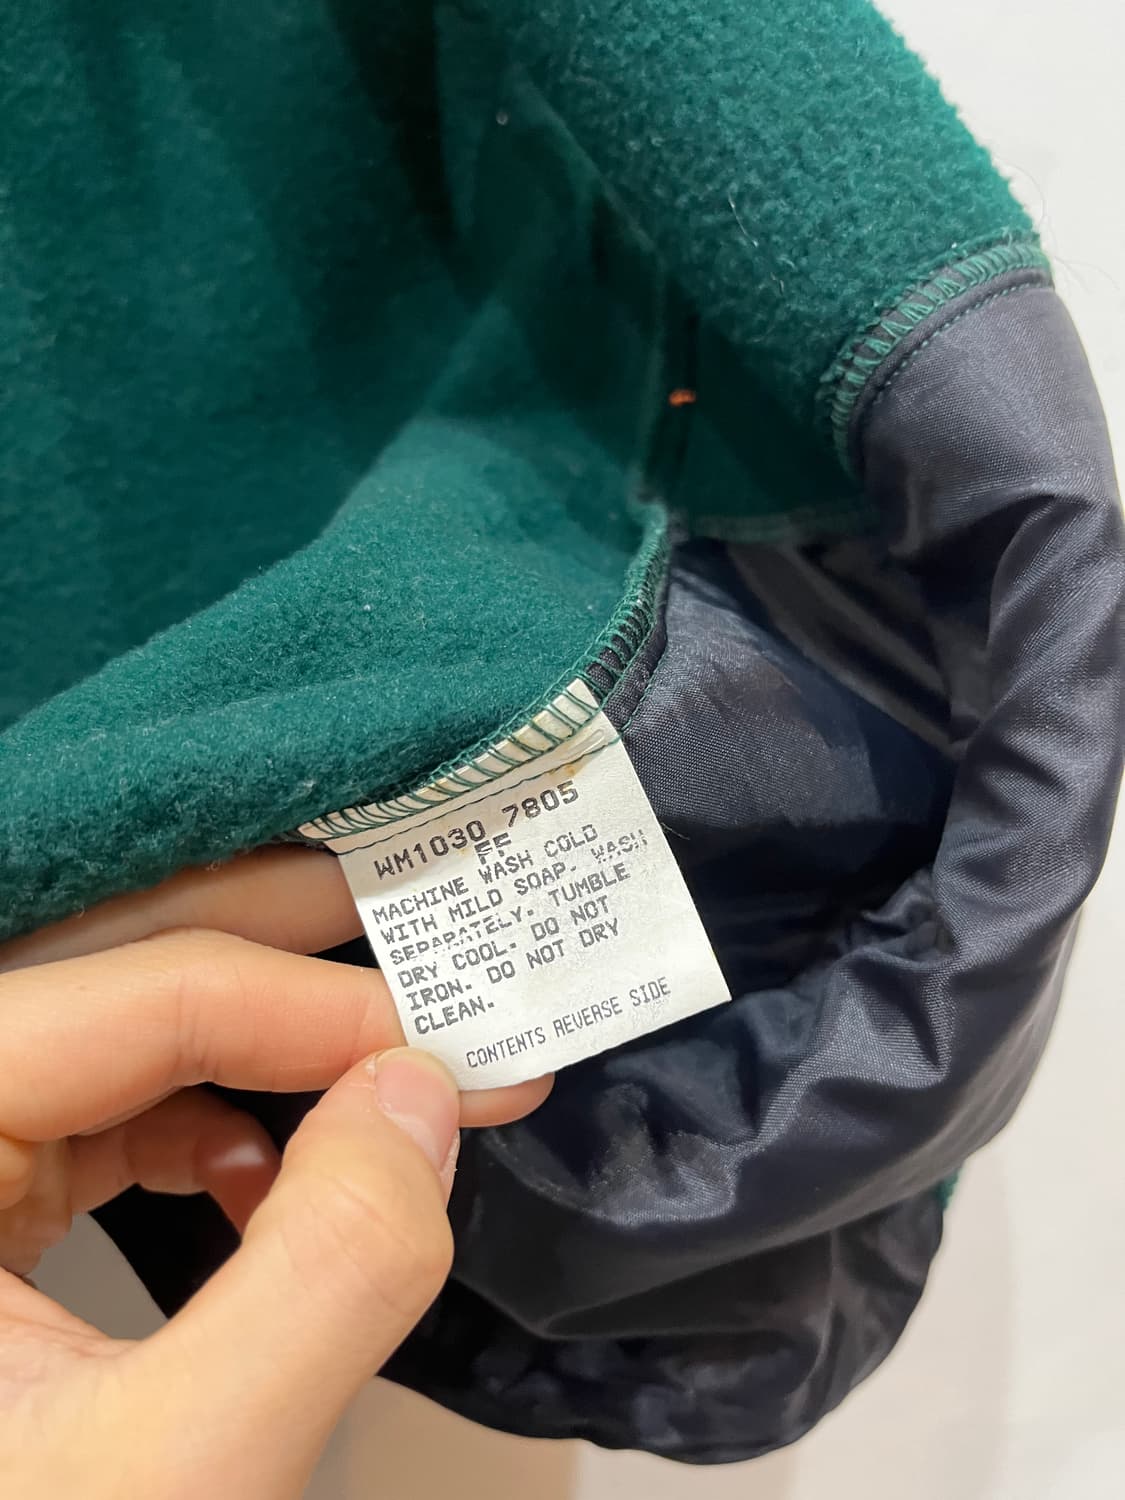 WM1030 7805
FF
MACHINE WASH COLD
WITH MILD SOAP. WASH
SEPARATELY. TUMBLE
DRY COOL. DO NOT
IRON. DO NOT DRY
CLEAN.
CONTENTS REVERSE SIDE